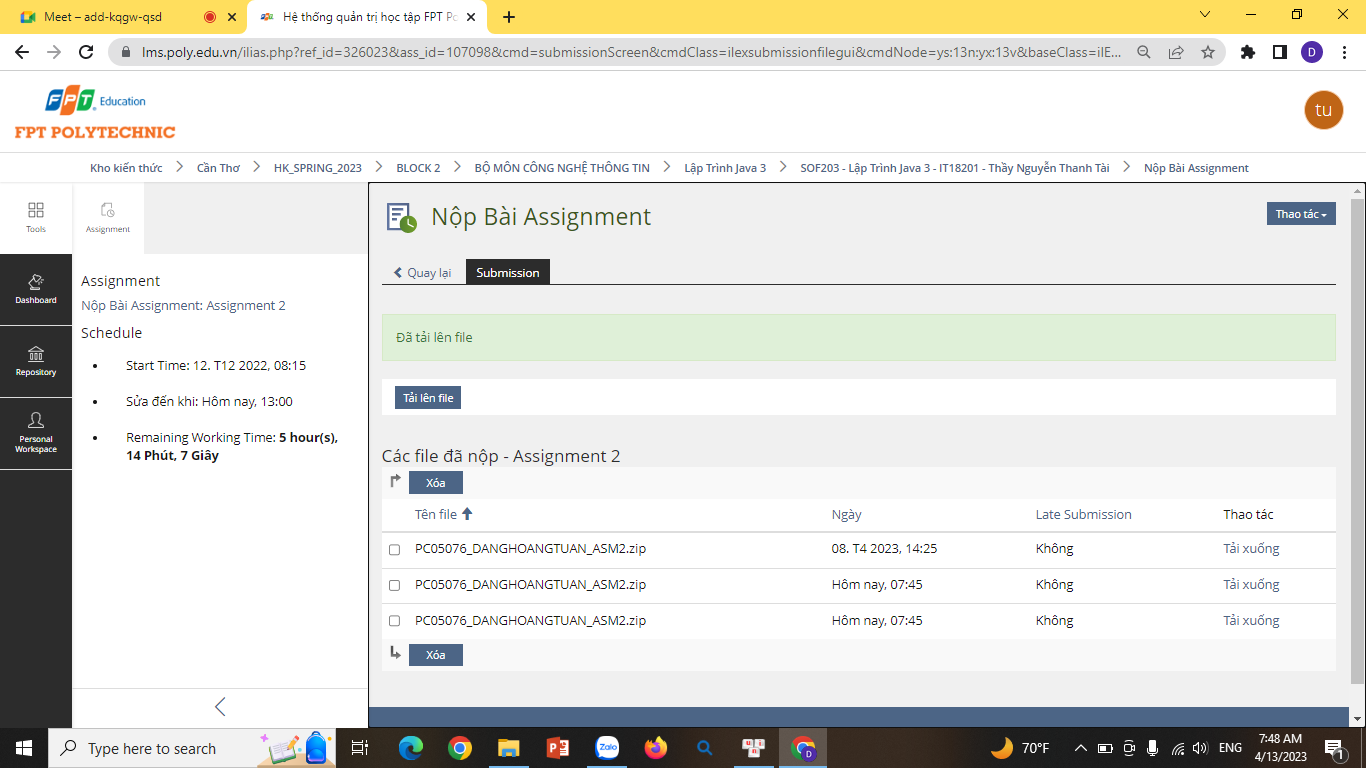 Meet – add-kqgw-qsd
Hệ thống quản trị học tập FPT Po
lms.poly.edu.vn/ilias.php?ref_id=326023&ass_id=107098&cmd=submissionScreen&cmdClass=ilexsubmissionfilegui&cmdNode=ys:13n:yx:13v&baseClass=ilE...
D
FPT Education
FPT POLYTECHNIC
tu
Kho kiến thức
Cần Thơ
HK_SPRING_2023
BLOCK 2
BỘ MÔN CÔNG NGHỆ THÔNG TIN
Lập Trình Java 3
SOF203 - Lập Trình Java 3 - IT18201 - Thầy Nguyễn Thanh Tài
Nộp Bài Assignment
Tools
Assignment
Dashboard
Repository
Personal
Workspace
Assignment
Nộp Bài Assignment: Assignment 2
Schedule
Start Time: 12. T12 2022, 08:15
Sửa đến khi: Hôm nay, 13:00
Remaining Working Time: 5 hour(s),
14 Phút, 7 Giây
Nộp Bài Assignment
Thao tác
Quay lại
Submission
Đã tải lên file
Tải lên file
Các file đã nộp - Assignment 2
Xóa
Tên file Ngày Late Submission Thao tác
PC05076_DANGHOANGTUAN_ASM2.zip 08. T4 2023, 14:25 Không Tải xuống
PC05076_DANGHOANGTUAN_ASM2.zip Hôm nay, 07:45 Không Tải xuống
PC05076_DANGHOANGTUAN_ASM2.zip Hôm nay, 07:45 Không Tải xuống
Xóa
Type here to search
Zalo
D
70°F
ENG
7:48 AM
4/13/2023
1